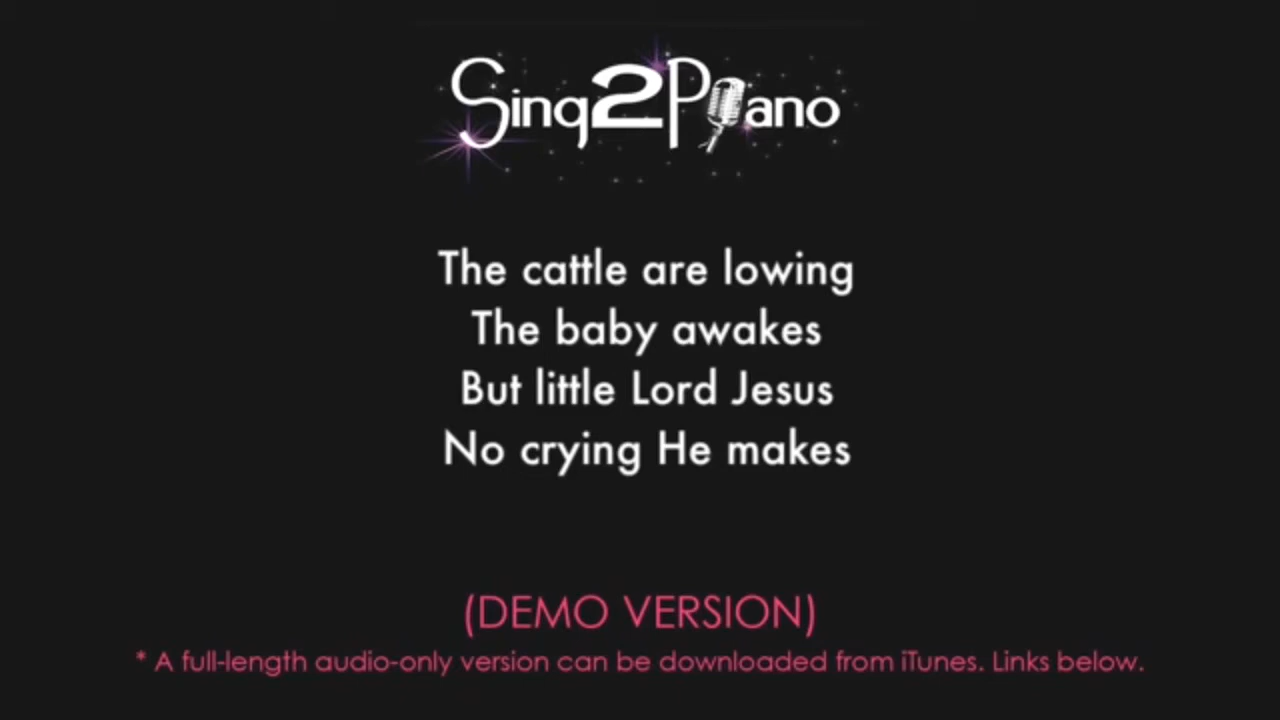 Sing2Piano
The cattle are lowing
The baby awakes
But little Lord Jesus
No crying He makes
(DEMO VERSION)
* A full-length audio-only version can be downloaded from iTunes. Links below.